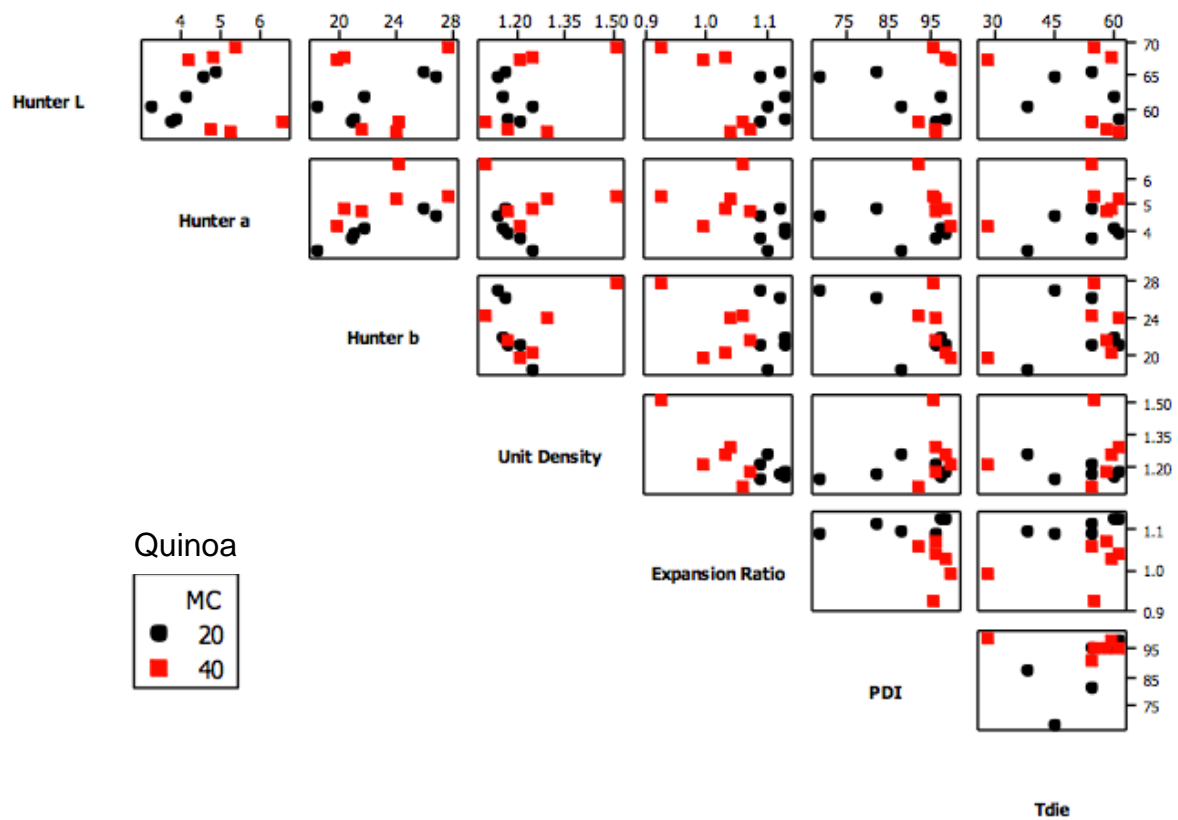 4 5 6 20 24 28 1.20 1.35 1.50 0.9 1.0 1.1 75 85 95 30 45 60
Hunter L
70
65
60
Hunter a
6
5
4
Hunter b
28
24
20
Unit Density
1.50
1.35
1.20
Expansion Ratio
1.1
1.0
0.9
Quinoa
MC
20
40
PDI
95
85
75
Tdie